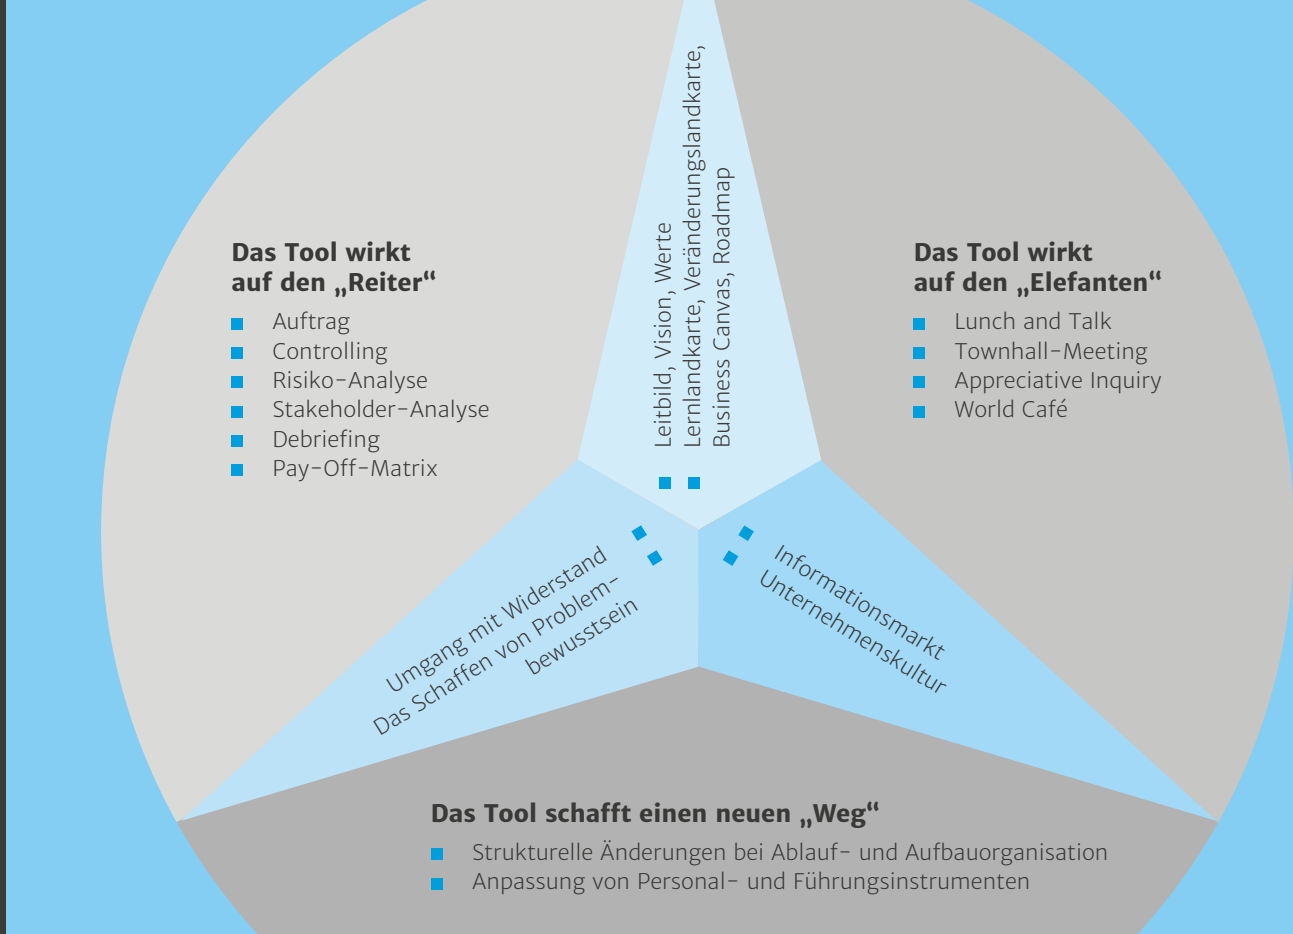 Das Tool wirkt
auf den „Reiter“
Auftrag
Controlling
Risiko-Analyse
Stakeholder-Analyse
Debriefing
Pay-Off-Matrix
Leitbild, Vision, Werte
Lernlandkarte, Veränderungslandkarte,
Business Canvas, Roadmap
Das Tool wirkt
auf den „Elefanten“
Lunch and Talk
Townhall-Meeting
Appreciative Inquiry
World Café
Umgang mit Widerstand
Das Schaffen von Problem-
bewusstsein
Informationsmarkt
Unternehmenskultur
Das Tool schafft einen neuen „Weg“
Strukturelle Änderungen bei Ablauf- und Aufbauorganisation
Anpassung von Personal- und Führungsinstrumenten